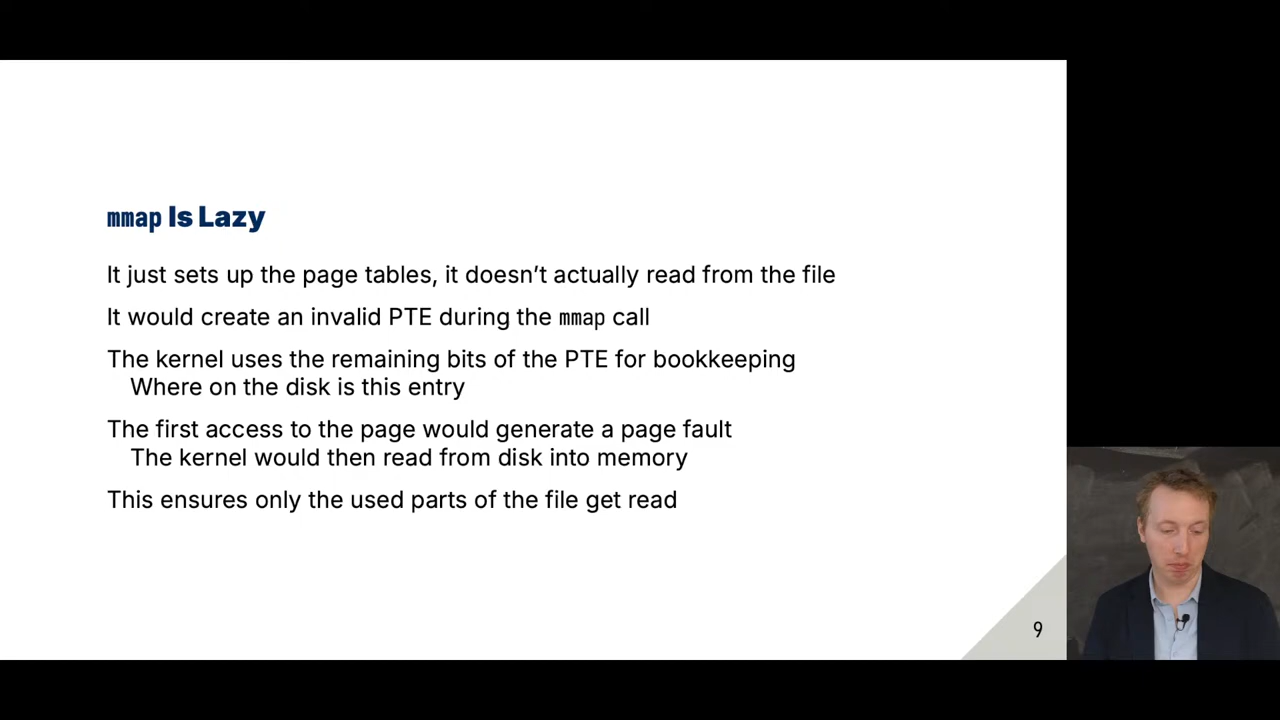 mmap Is Lazy
It just sets up the page tables, it doesn’t actually read from the file
It would create an invalid PTE during the mmap call
The kernel uses the remaining bits of the PTE for bookkeeping
Where on the disk is this entry
The first access to the page would generate a page fault
The kernel would then read from disk into memory
This ensures only the used parts of the file get read
9